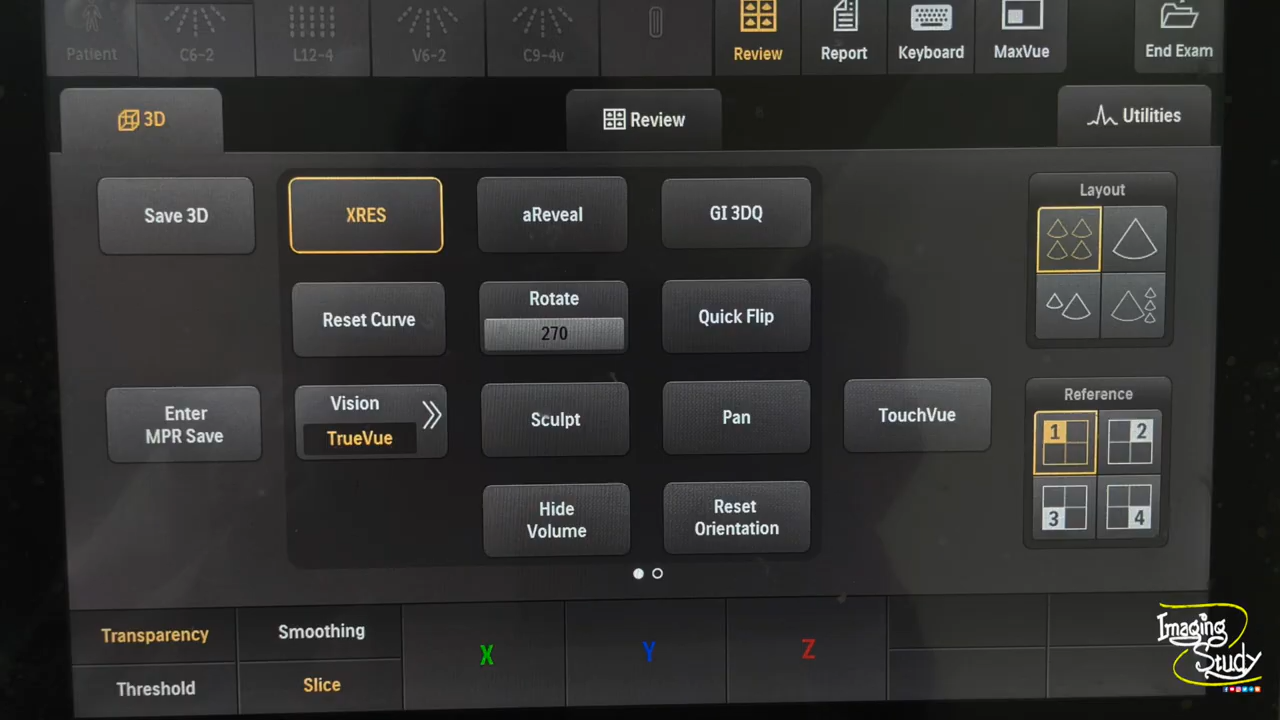 Patient
C6-2
L12-4
V6-2
C9-4v
Review
Report
Keyboard
MaxVue
End Exam
3D
Review
Utilities
Save 3D
XRES
aReveal
GI 3DQ
Layout
Reset Curve
Rotate
270
Quick Flip
Enter
MPR Save
Vision
TrueVue
Sculpt
Pan
TouchVue
Reference
1
2
3
4
Hide
Volume
Reset
Orientation
Transparency
Smoothing
X
Y
Z
Threshold
Slice
Imaging
Study